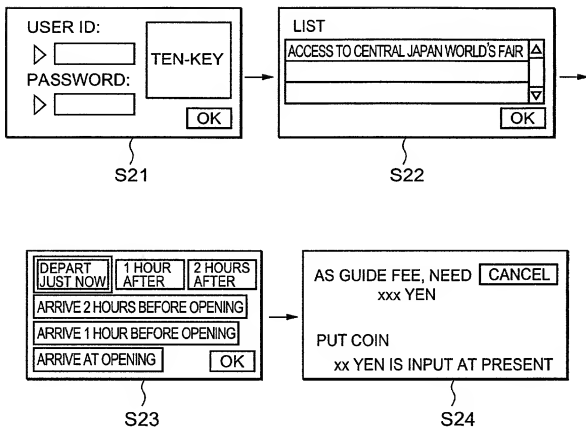 USER ID:
TEN-KEY
PASSWORD:
OK
S21
LIST
ACCESS TO CENTRAL JAPAN WORLD'S FAIR
OK
S22
DEPART
JUST NOW
1 HOUR
AFTER
2 HOURS
AFTER
ARRIVE 2 HOURS BEFORE OPENING
ARRIVE 1 HOUR BEFORE OPENING
ARRIVE AT OPENING
OK
S23
AS GUIDE FEE, NEED
CANCEL
xxx YEN
PUT COIN
xx YEN IS INPUT AT PRESENT
S24